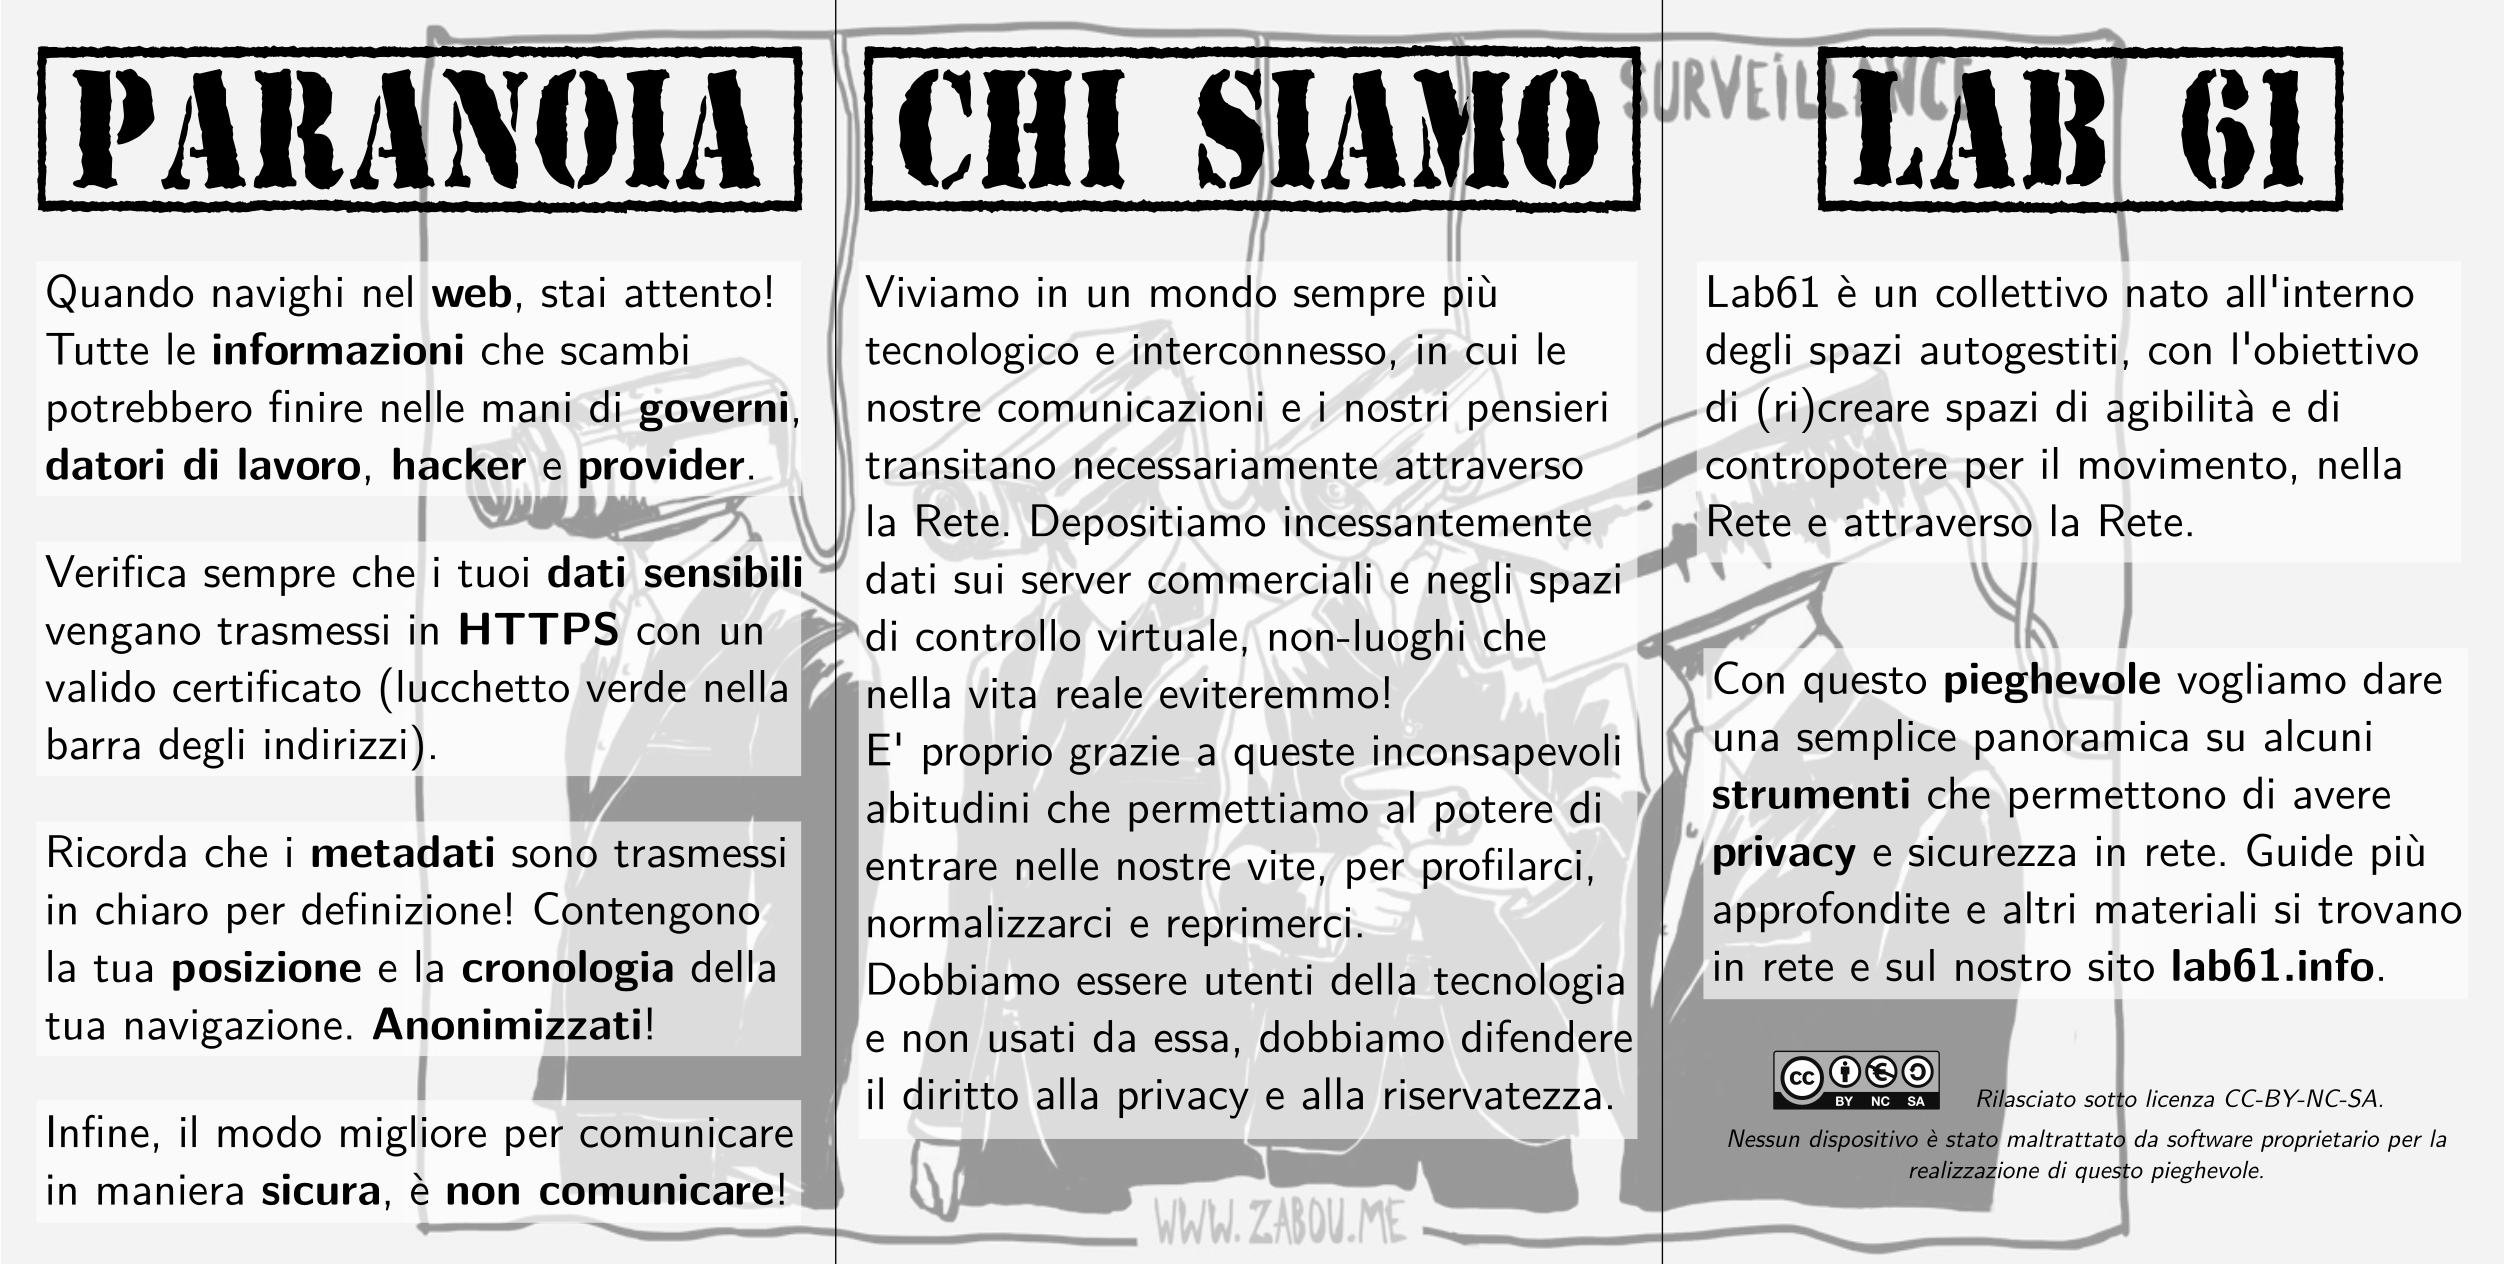 PARANOIA
Quando navighi nel web, stai attento!
Tutte le informazioni che scambi
potrebbero finire nelle mani di governi,
datori di lavoro, hacker e provider.
Verifica sempre che i tuoi dati sensibili
vengano trasmessi in HTTPS con un
valido certificato (lucchetto verde nella
barra degli indirizzi).
Ricorda che i metadati sono trasmessi
in chiaro per definizione! Contengono
la tua posizione e la cronologia della
tua navigazione. Anonimizzati!
Infine, il modo migliore per comunicare
in maniera sicura, è non comunicare!
CHI SIAMO
Viviamo in un mondo sempre più
tecnologico e interconnesso, in cui le
nostre comunicazioni e i nostri pensieri
transitano necessariamente attraverso
la Rete. Depositiamo incessantemente
dati sui server commerciali e negli spazi
di controllo virtuale, non-luoghi che
nella vita reale eviteremmo!
E' proprio grazie a queste inconsapevoli
abitudini che permettiamo al potere di
entrare nelle nostre vite, per profilarci,
normalizzarci e reprimerci.
Dobbiamo essere utenti della tecnologia
e non usati da essa, dobbiamo difendere
il diritto alla privacy e alla riservatezza.
WWW.ZABOU.ME
SURVEILLANCE
LAB 61
Lab61 è un collettivo nato all'interno
degli spazi autogestiti, con l'obiettivo
di (ri)creare spazi di agibilità e di
contropotere per il movimento, nella
Rete e attraverso la Rete.
Con questo pieghevole vogliamo dare
una semplice panoramica su alcuni
strumenti che permettono di avere
privacy e sicurezza in rete. Guide più
approfondite e altri materiali si trovano
in rete e sul nostro sito lab61.info.
cc BY NC SA
Rilasciato sotto licenza CC-BY-NC-SA.
Nessun dispositivo è stato maltrattato da software proprietario per la
realizzazione di questo pieghevole.